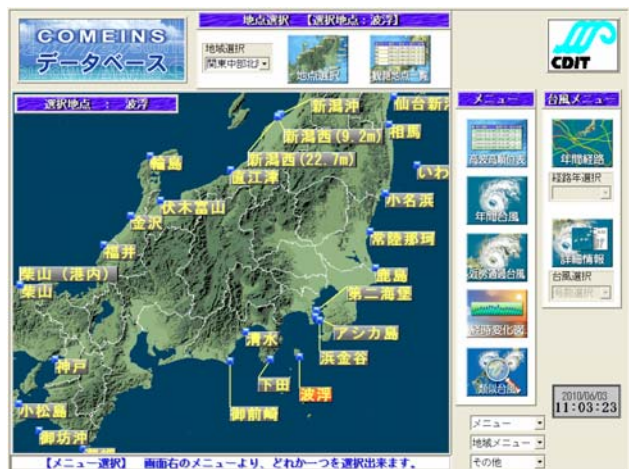 COMEINS
データベース
地点選択 【選択地点：波浮】
地域選択
関東中部北
地点選択
観測地点一覧
CDIT
選択地点 ： 波浮
新潟沖
仙台新
新潟西(9.2m)
相馬
新潟西(22.7m)
輪島
直江津
いわ
伏木富山
小名浜
金沢
常陸那珂
福井
鹿島
柴山（港内）
第二海堡
柴山
アシカ島
清水
浜金谷
神戸
下田
波浮
小松島
御前崎
御坊沖
【メニュー選択】 画面右のメニューより、どれか一つを選択出来ます。
メニュー
高波高順位表
年間台風
近傍通過台風
経時変化図
類似台風
メニュー
地域メニュー
その他
台風メニュー
年間経路
経路年選択
詳細情報
台風選択
号数選択
2010/06/03
11:03:23